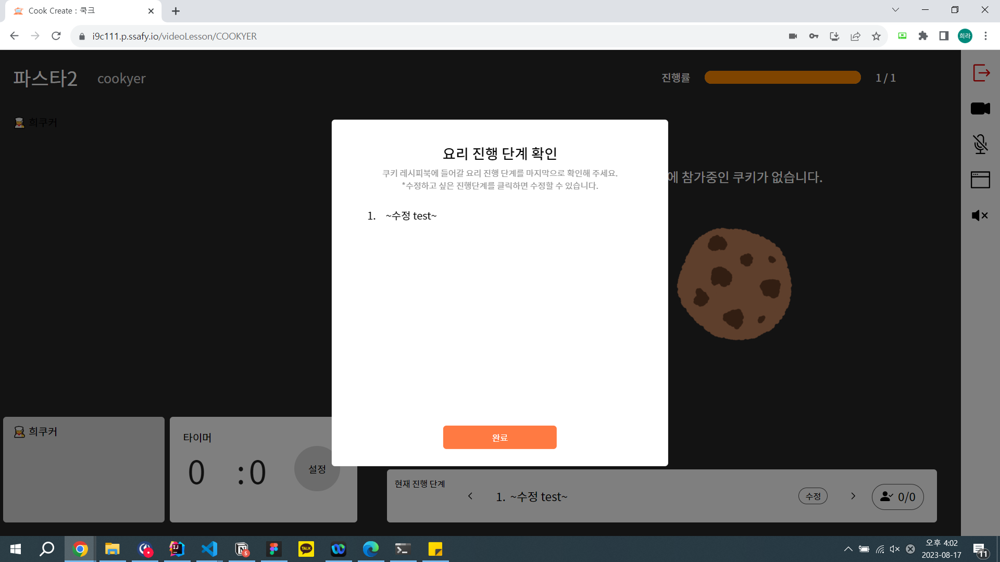 Cook Create : 쿡크
i9c111.p.ssafy.io/videoLesson/COOKYER
희라
파스타2 cookyer
진행률 1 / 1
희쿠커
에 참가중인 쿠키가 없습니다.
요리 진행 단계 확인
쿠키 레시피북에 들어갈 요리 진행 단계를 마지막으로 확인해 주세요.
*수정하고 싶은 진행단계를 클릭하면 수정할 수 있습니다.
1. ~수정 test~
완료
희쿠커
타이머
0 : 0
설정
현재 진행 단계
1. ~수정 test~
수정
0/0
IJ
5
TALK
오후 4:02
2023-08-17
11